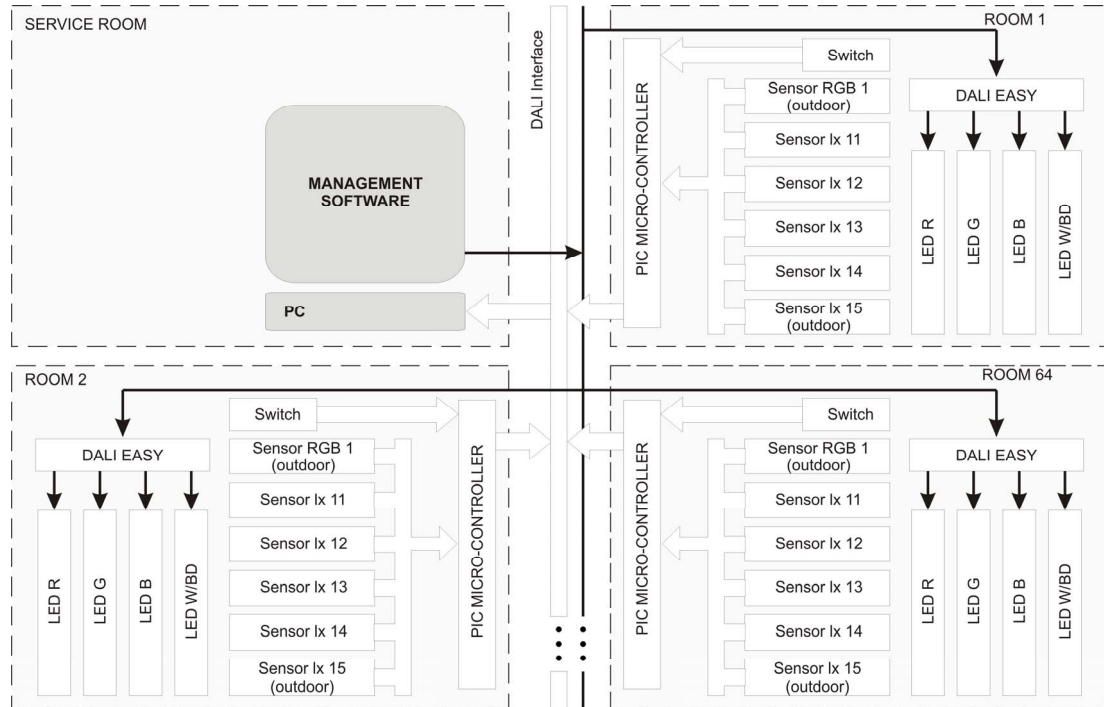 SERVICE ROOM
MANAGEMENT
SOFTWARE
PC
DALI Interface
ROOM 1
PIC MICRO-CONTROLLER
Switch
Sensor RGB 1
(outdoor)
Sensor lx 11
Sensor lx 12
Sensor lx 13
Sensor lx 14
Sensor lx 15
(outdoor)
DALI EASY
LED R
LED G
LED B
LED W/BD
ROOM 2
DALI EASY
LED R
LED G
LED B
LED W/BD
Switch
Sensor RGB 1
(outdoor)
Sensor lx 11
Sensor lx 12
Sensor lx 13
Sensor lx 14
Sensor lx 15
(outdoor)
PIC MICRO-CONTROLLER
ROOM 64
PIC MICRO-CONTROLLER
Switch
Sensor RGB 1
(outdoor)
Sensor lx 11
Sensor lx 12
Sensor lx 13
Sensor lx 14
Sensor lx 15
(outdoor)
DALI EASY
LED R
LED G
LED B
LED W/BD